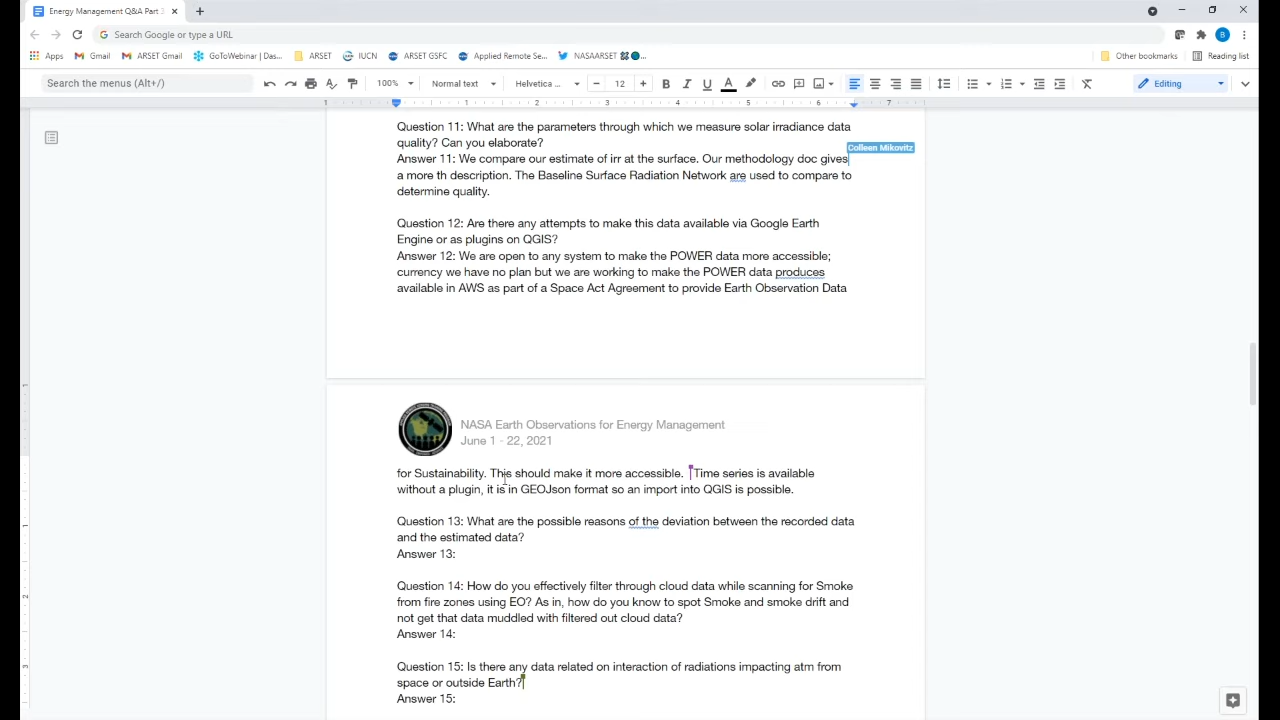 Energy Management Q&A Part 2
Search Google or type a URL
Apps Gmail ARSET Gmail GoToWebinar | Das... ARSET IUCN ARSET GSFC Applied Remote Se... NASAARSET Other bookmarks Reading list
Search the menus (Alt+/) 100% Normal text Helvetica ... 12 B I U A Editing
1 1 2 3 4 5 6 7
Question 11: What are the parameters through which we measure solar irradiance data
quality? Can you elaborate?
Colleen Mikovitz
Answer 11: We compare our estimate of irr at the surface. Our methodology doc gives
a more th description. The Baseline Surface Radiation Network are used to compare to
determine quality.
Question 12: Are there any attempts to make this data available via Google Earth
Engine or as plugins on QGIS?
Answer 12: We are open to any system to make the POWER data more accessible;
currency we have no plan but we are working to make the POWER data produces
available in AWS as part of a Space Act Agreement to provide Earth Observation Data
NASA Earth Observations for Energy Management
June 1 - 22, 2021
for Sustainability. This should make it more accessible. Time series is available
without a plugin, it is in GEOJson format so an import into QGIS is possible.
Question 13: What are the possible reasons of the deviation between the recorded data
and the estimated data?
Answer 13:
Question 14: How do you effectively filter through cloud data while scanning for Smoke
from fire zones using EO? As in, how do you know to spot Smoke and smoke drift and
not get that data muddled with filtered out cloud data?
Answer 14:
Question 15: Is there any data related on interaction of radiations impacting atm from
space or outside Earth?
Answer 15: